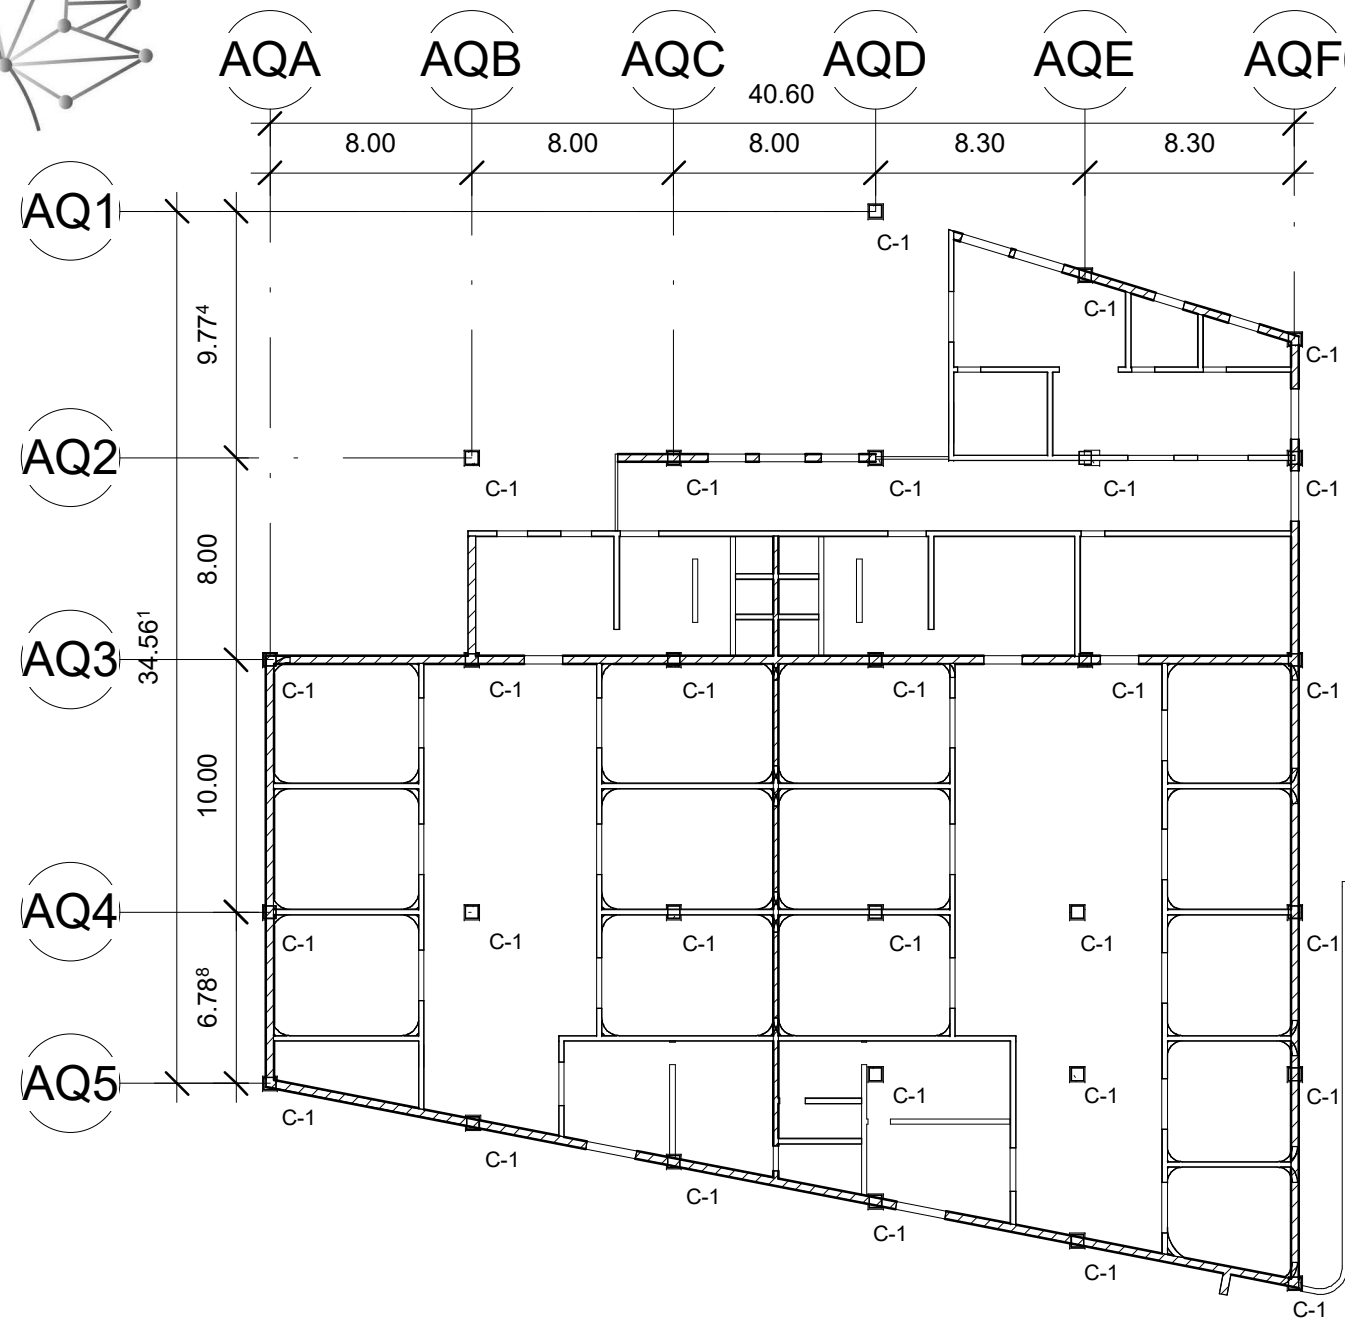 AQA AQB AQC AQD AQE AQF
40.60
8.00 8.00 8.00 8.30 8.30
AQ1
C-1
C-1
9.77⁴
C-1
AQ2
C-1 C-1 C-1 C-1 C-1
8.00
34.56¹
AQ3
C-1 C-1 C-1 C-1 C-1 C-1
10.00
AQ4
C-1 C-1 C-1 C-1 C-1 C-1
6.78⁸
AQ5
C-1 C-1 C-1
C-1
C-1
C-1
C-1
C-1
C-1